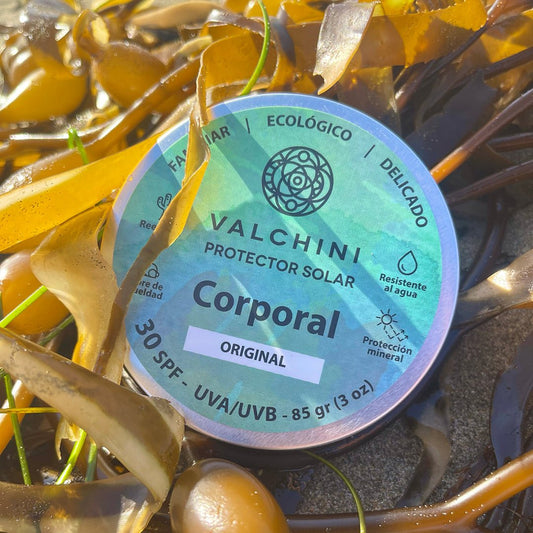 ECOLÓGICO | DELICADO
VALCHINI
PROTECTOR SOLAR
Corporal
ORIGINAL
Resistente
al agua
Protección
mineral
30 SPF - UVA/UVB - 85 gr (3 oz)